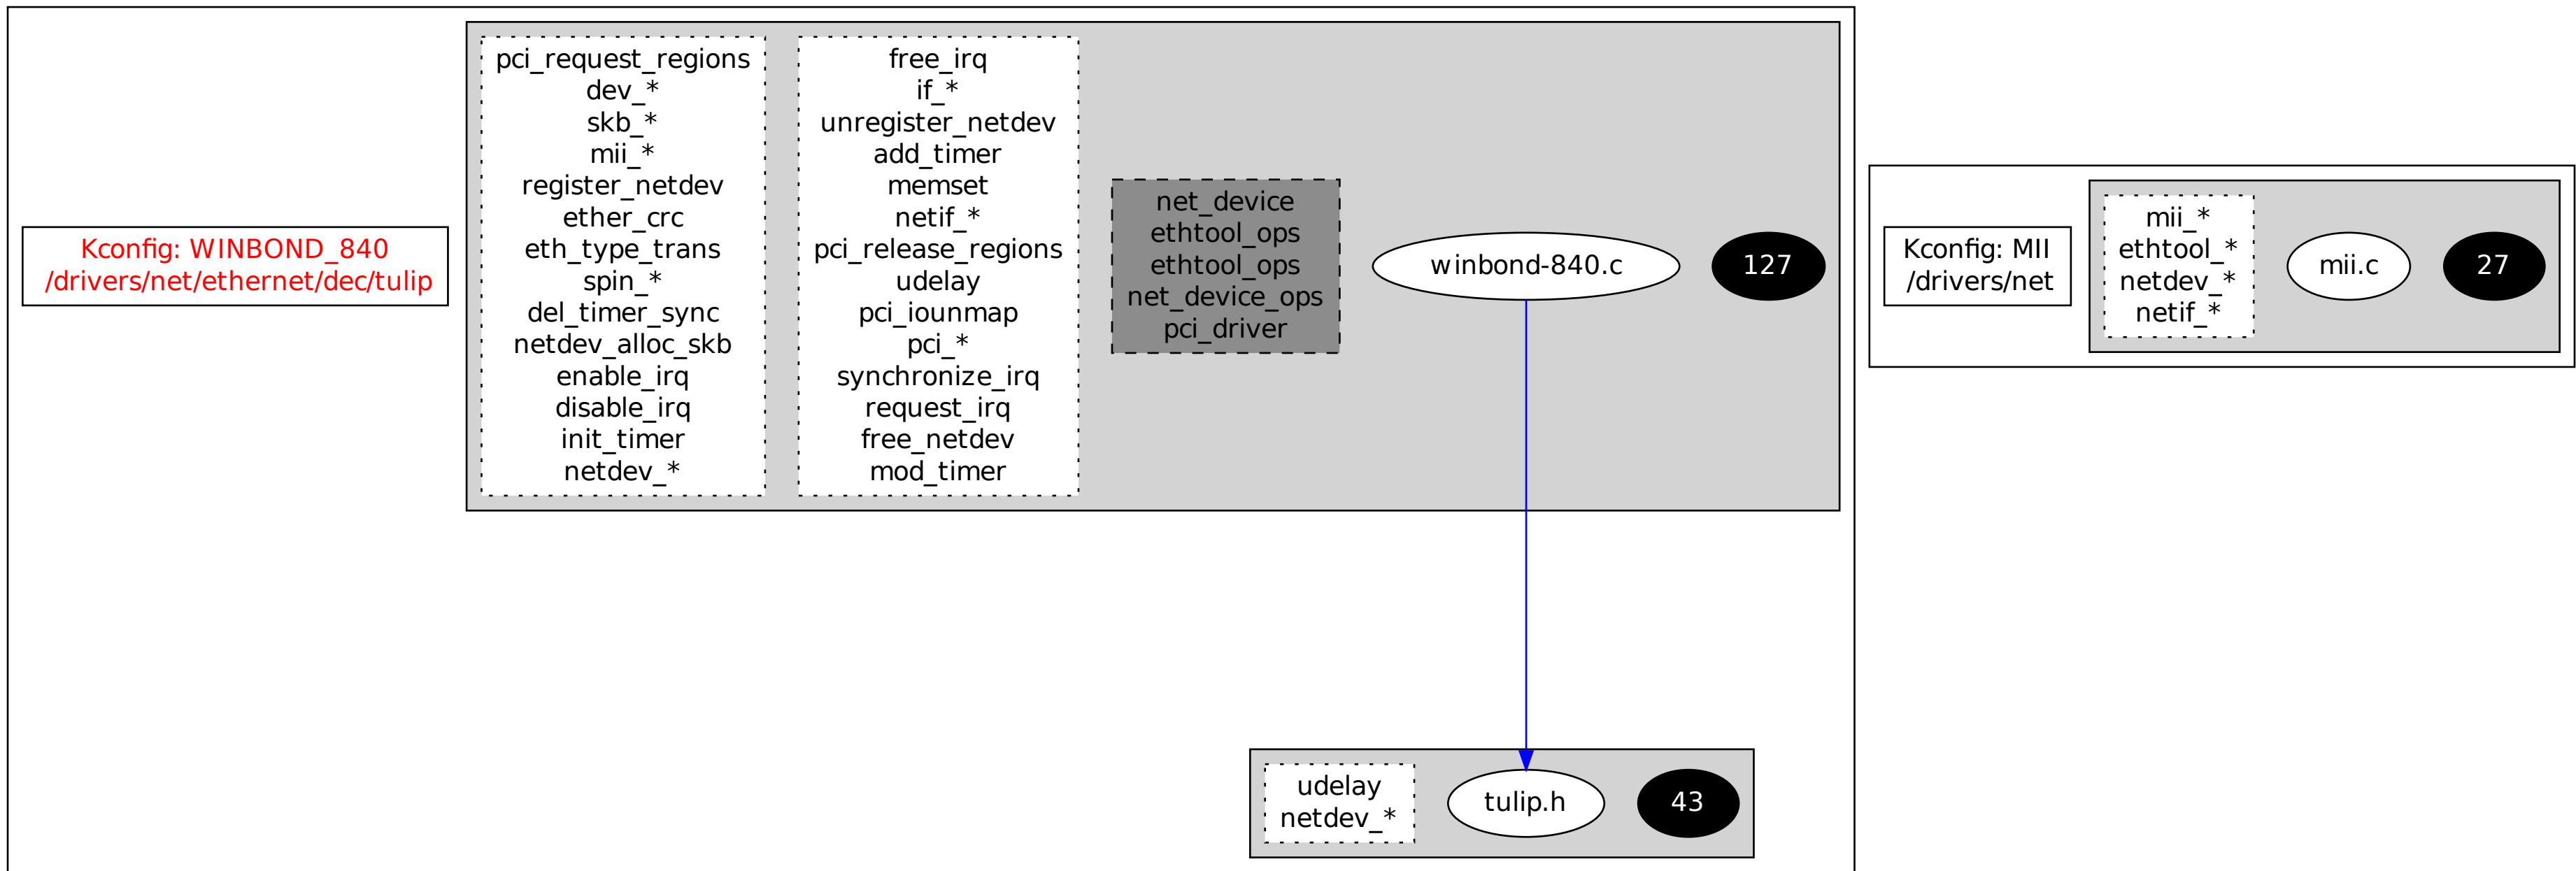 Kconfig: WINBOND_840
/drivers/net/ethernet/dec/tulip
pci_request_regions
dev_*
skb_*
mii_*
register_netdev
ether_crc
eth_type_trans
spin_*
del_timer_sync
netdev_alloc_skb
enable_irq
disable_irq
init_timer
netdev_*
free_irq
if_*
unregister_netdev
add_timer
memset
netif_*
pci_release_regions
udelay
pci_iounmap
pci_*
synchronize_irq
request_irq
free_netdev
mod_timer
net_device
ethtool_ops
ethtool_ops
net_device_ops
pci_driver
winbond-840.c
127
udelay
netdev_*
tulip.h
43
Kconfig: MII
/drivers/net
mii_*
ethtool_*
netdev_*
netif_*
mii.c
27